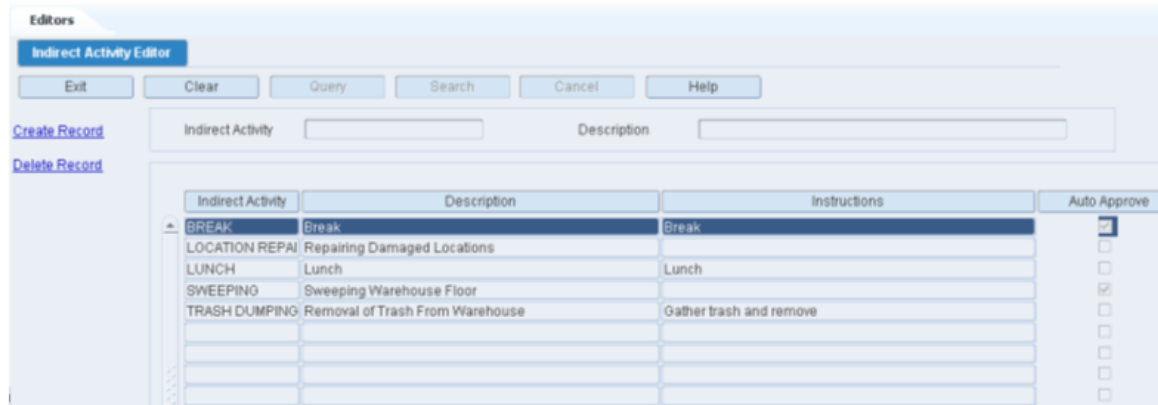 Editors
Indirect Activity Editor
Exit Clear Query Search Cancel Help
Create Record Indirect Activity Description
Delete Record
Indirect Activity Description Instructions Auto Approve
BREAK Break Break
LOCATION REPAI Repairing Damaged Locations
LUNCH Lunch Lunch
SWEEPING Sweeping Warehouse Floor
TRASH DUMPING Removal of Trash From Warehouse Gather trash and remove